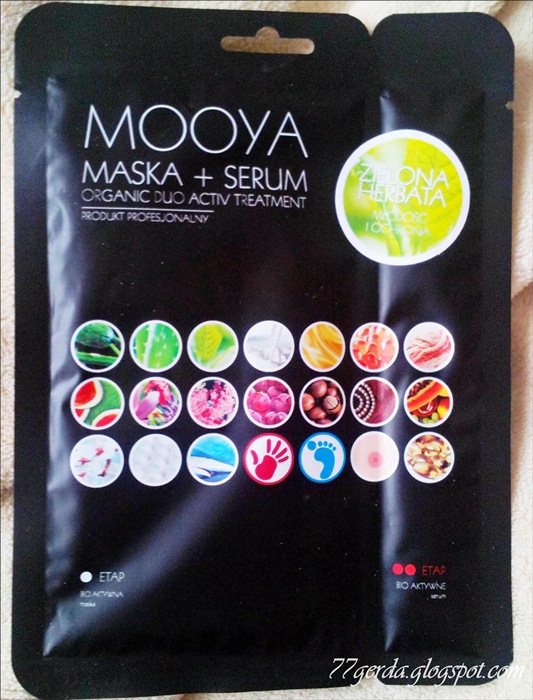 MOOYA
MASKA + SERUM
ORGANIC DUO ACTIV TREATMENT
PRODUKT PROFESJONALNY
ZIELONA
HERBATA
MŁODOŚĆ
I OCHRONA
ETAP
BIO AKTYWNA
maska
ETAP
BIO AKTYWNE
serum
77gerda.glogspot.com